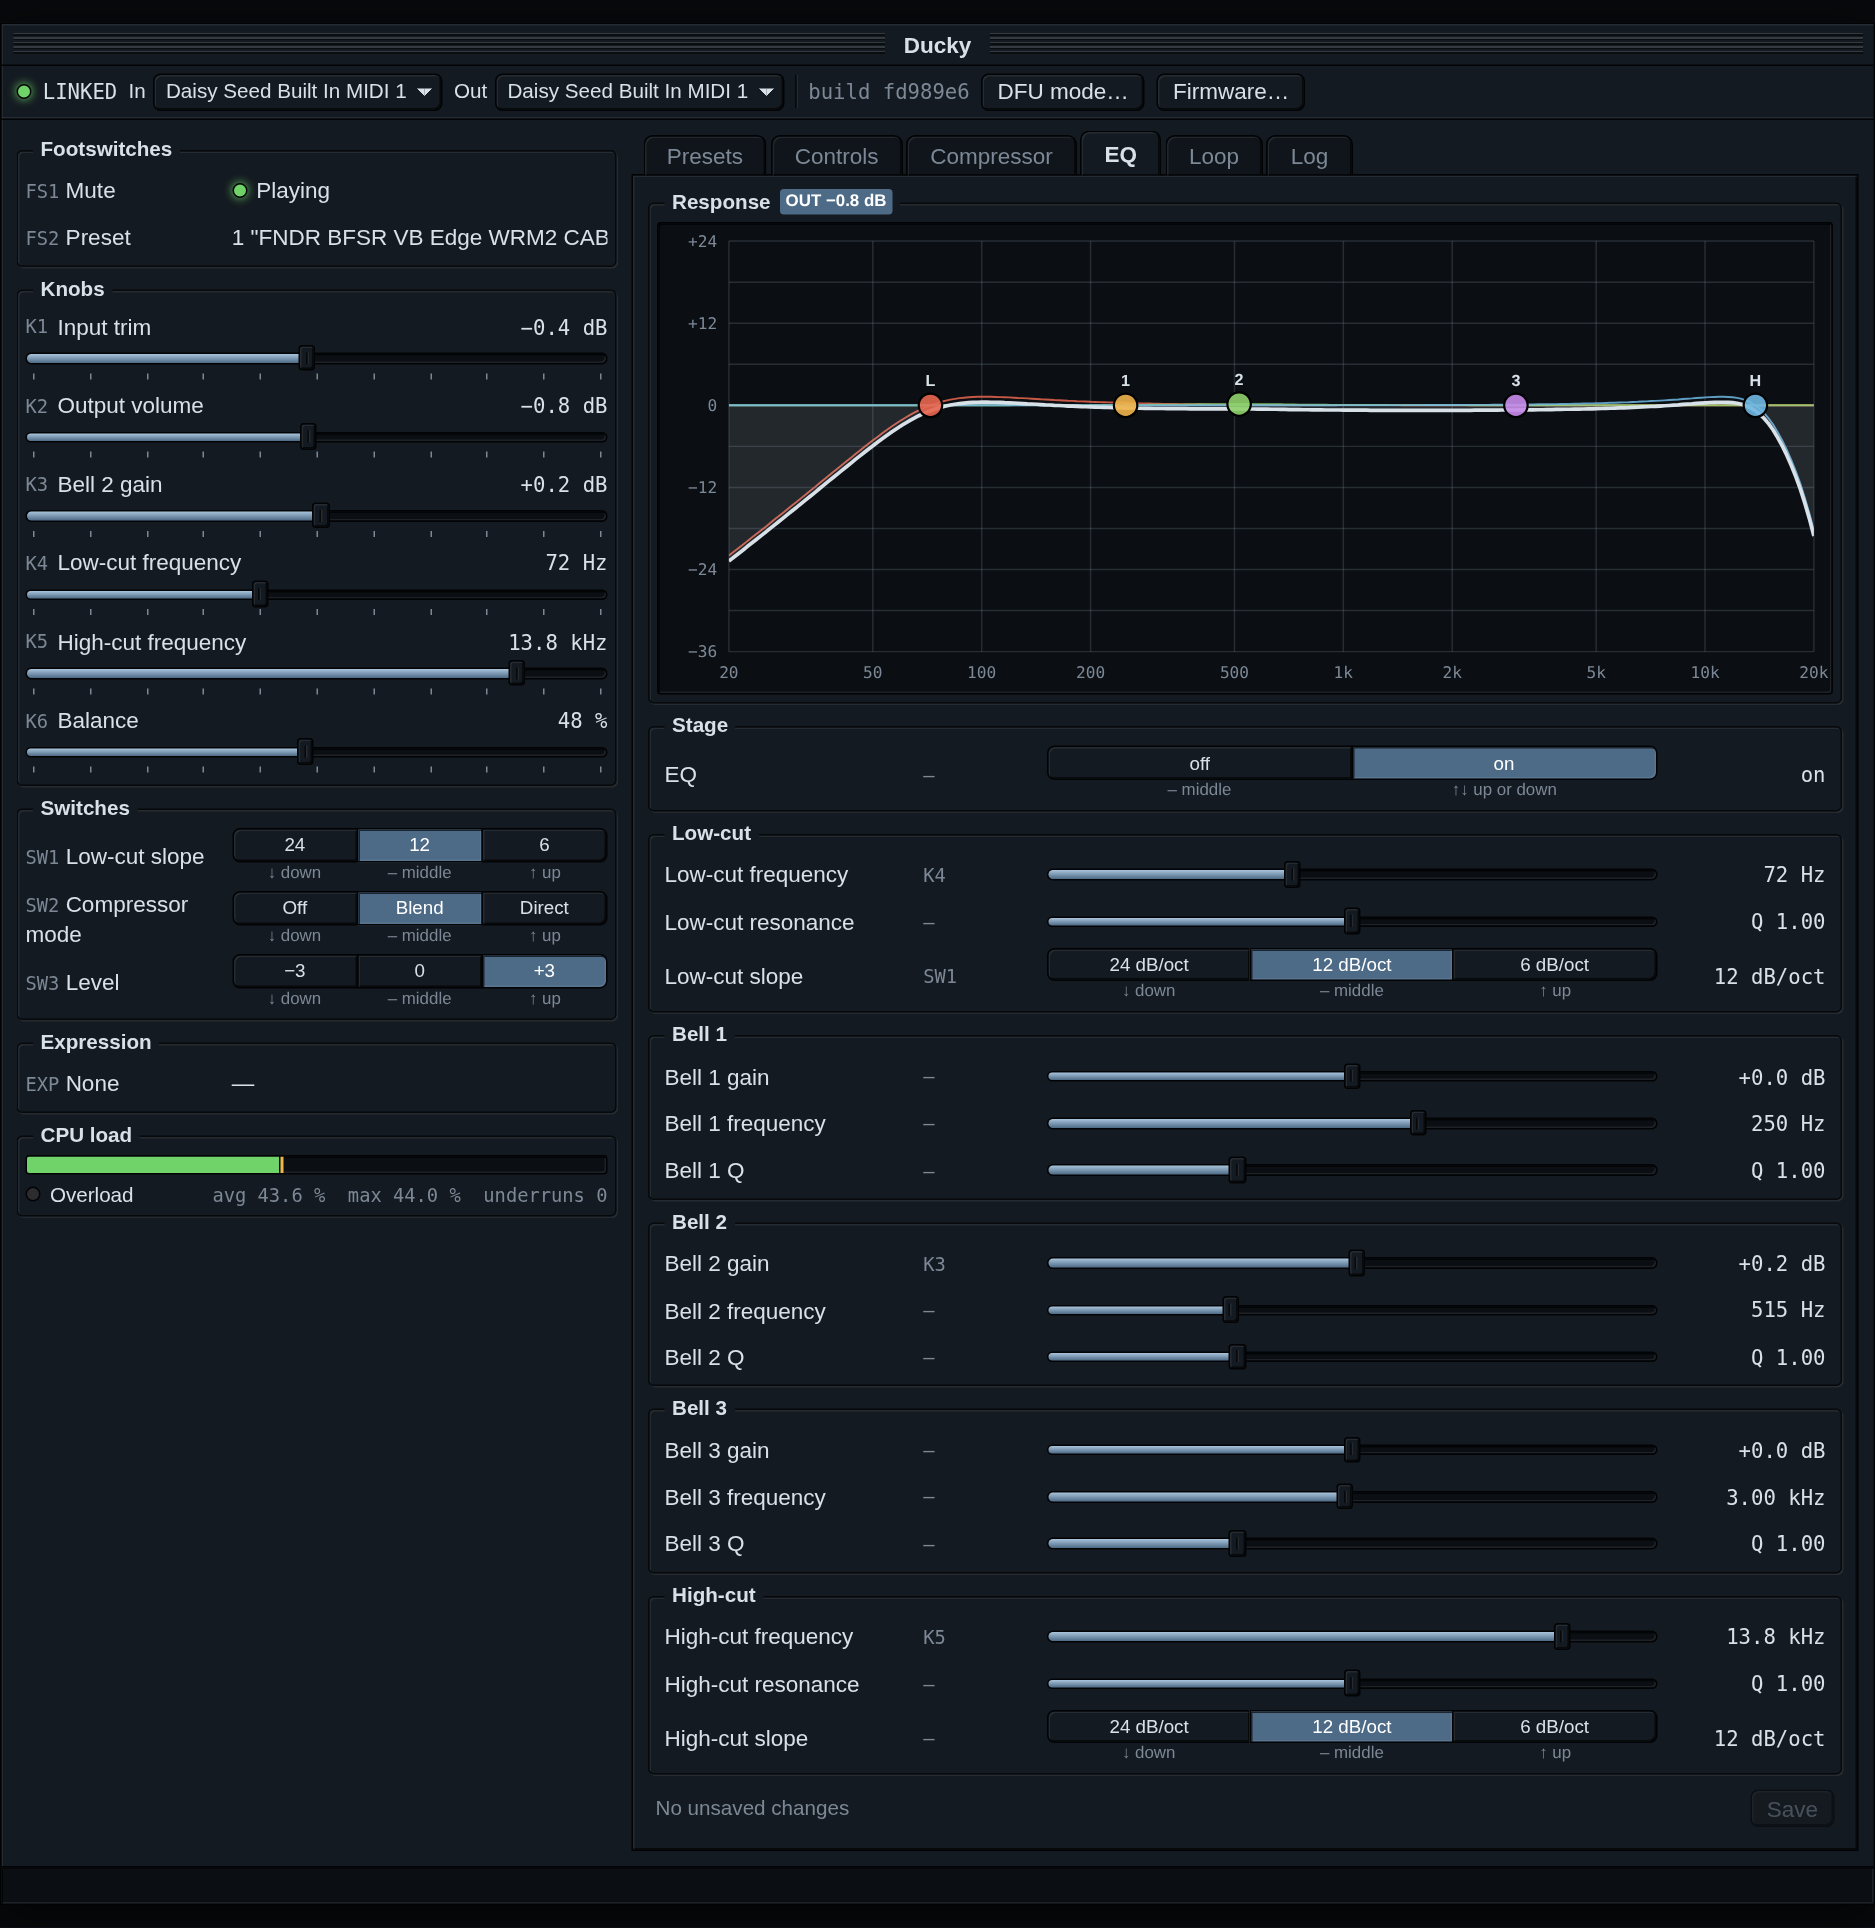 Ducky
LINKED In Daisy Seed Built In MIDI 1 Out Daisy Seed Built In MIDI 1 build fd989e6 DFU mode… Firmware…
Footswitches
FS1 Mute Playing
FS2 Preset 1 "FNDR BFSR VB Edge WRM2 CAB
Knobs
K1 Input trim −0.4 dB
K2 Output volume −0.8 dB
K3 Bell 2 gain +0.2 dB
K4 Low-cut frequency 72 Hz
K5 High-cut frequency 13.8 kHz
K6 Balance 48 %
Switches
SW1 Low-cut slope 24 12 6
↓ down – middle ↑ up
SW2 Compressor mode Off Blend Direct
↓ down – middle ↑ up
SW3 Level −3 0 +3
↓ down – middle ↑ up
Expression
EXP None —
CPU load
Overload avg 43.6 % max 44.0 % underruns 0
Presets Controls Compressor EQ Loop Log
Response OUT −0.8 dB
+24
+12
0
−12
−24
−36
L 1 2 3 H
20 50 100 200 500 1k 2k 5k 10k 20k
Stage
EQ – off on on
– middle ↑↓ up or down
Low-cut
Low-cut frequency K4 72 Hz
Low-cut resonance – Q 1.00
Low-cut slope SW1 24 dB/oct 12 dB/oct 6 dB/oct 12 dB/oct
↓ down – middle ↑ up
Bell 1
Bell 1 gain – +0.0 dB
Bell 1 frequency – 250 Hz
Bell 1 Q – Q 1.00
Bell 2
Bell 2 gain K3 +0.2 dB
Bell 2 frequency – 515 Hz
Bell 2 Q – Q 1.00
Bell 3
Bell 3 gain – +0.0 dB
Bell 3 frequency – 3.00 kHz
Bell 3 Q – Q 1.00
High-cut
High-cut frequency K5 13.8 kHz
High-cut resonance – Q 1.00
High-cut slope – 24 dB/oct 12 dB/oct 6 dB/oct 12 dB/oct
↓ down – middle ↑ up
No unsaved changes Save